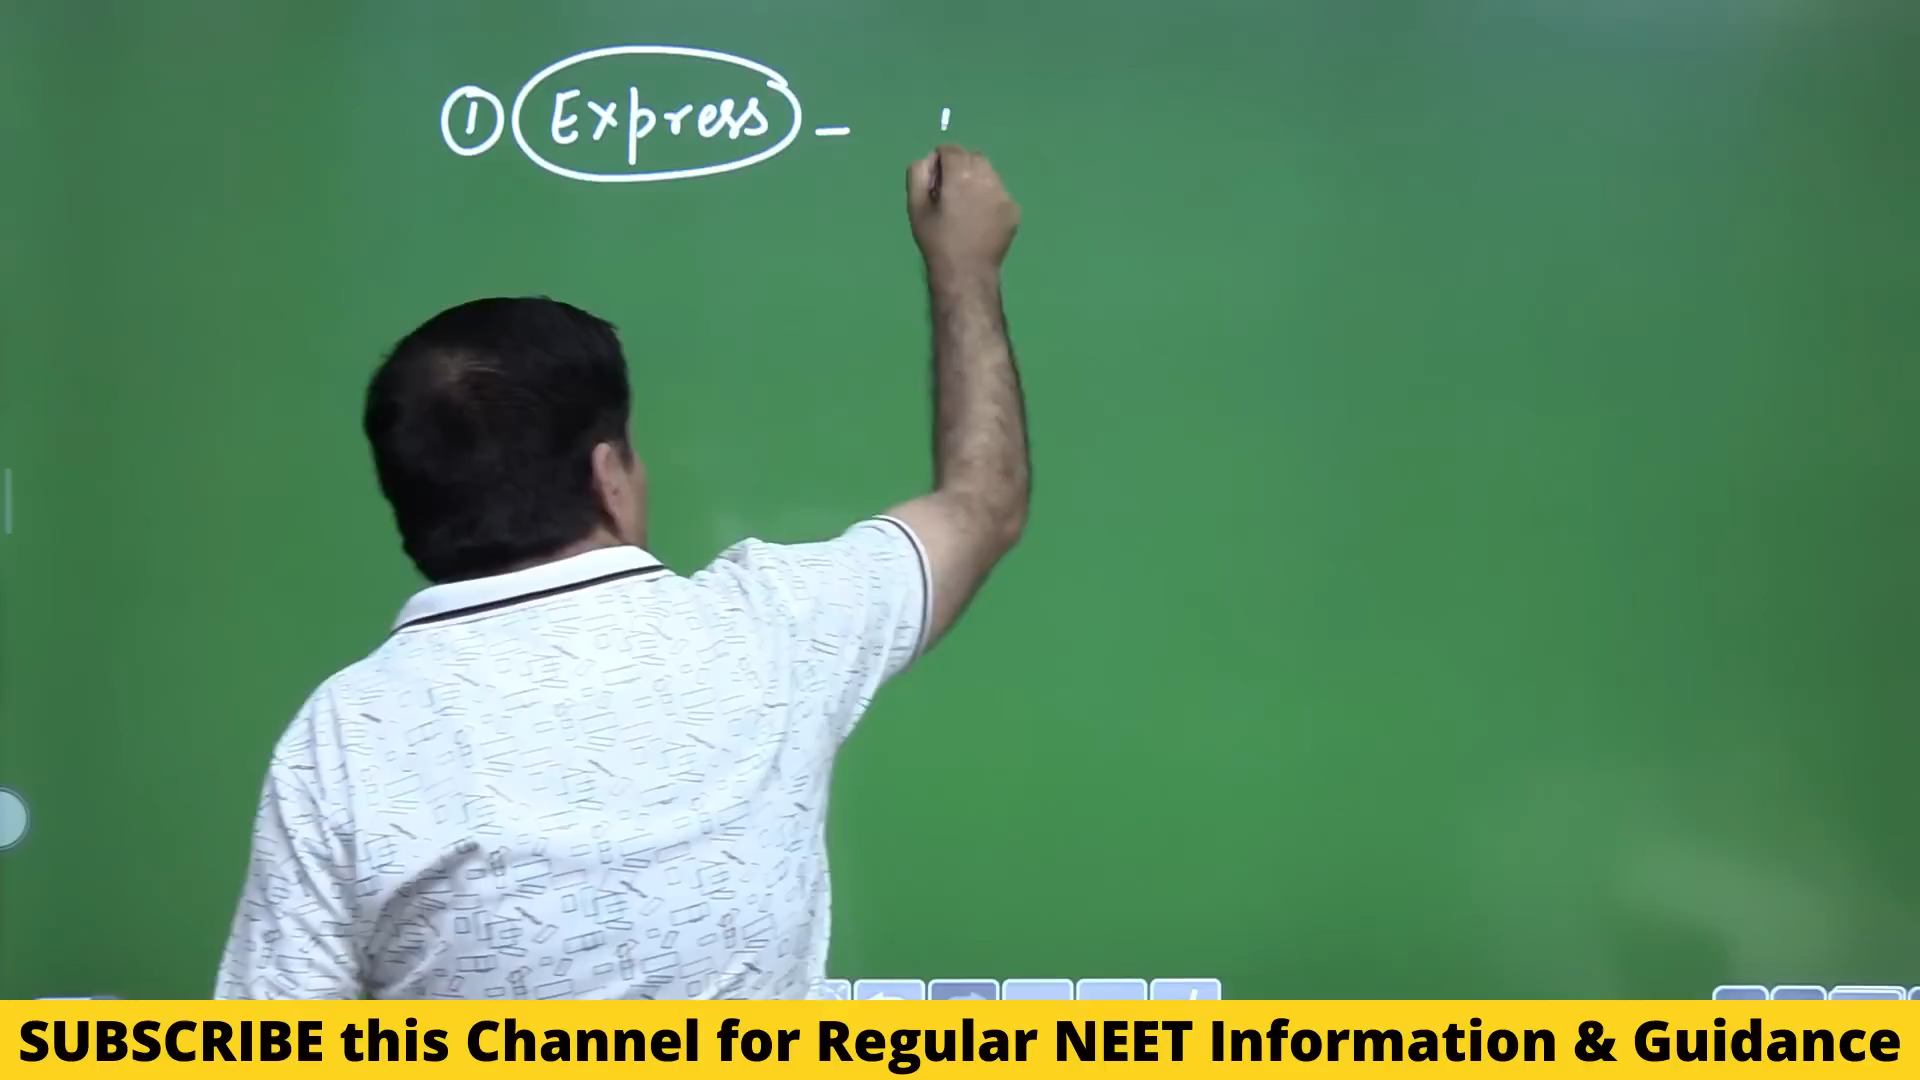 ① Express –
SUBSCRIBE this Channel for Regular NEET Information & Guidance